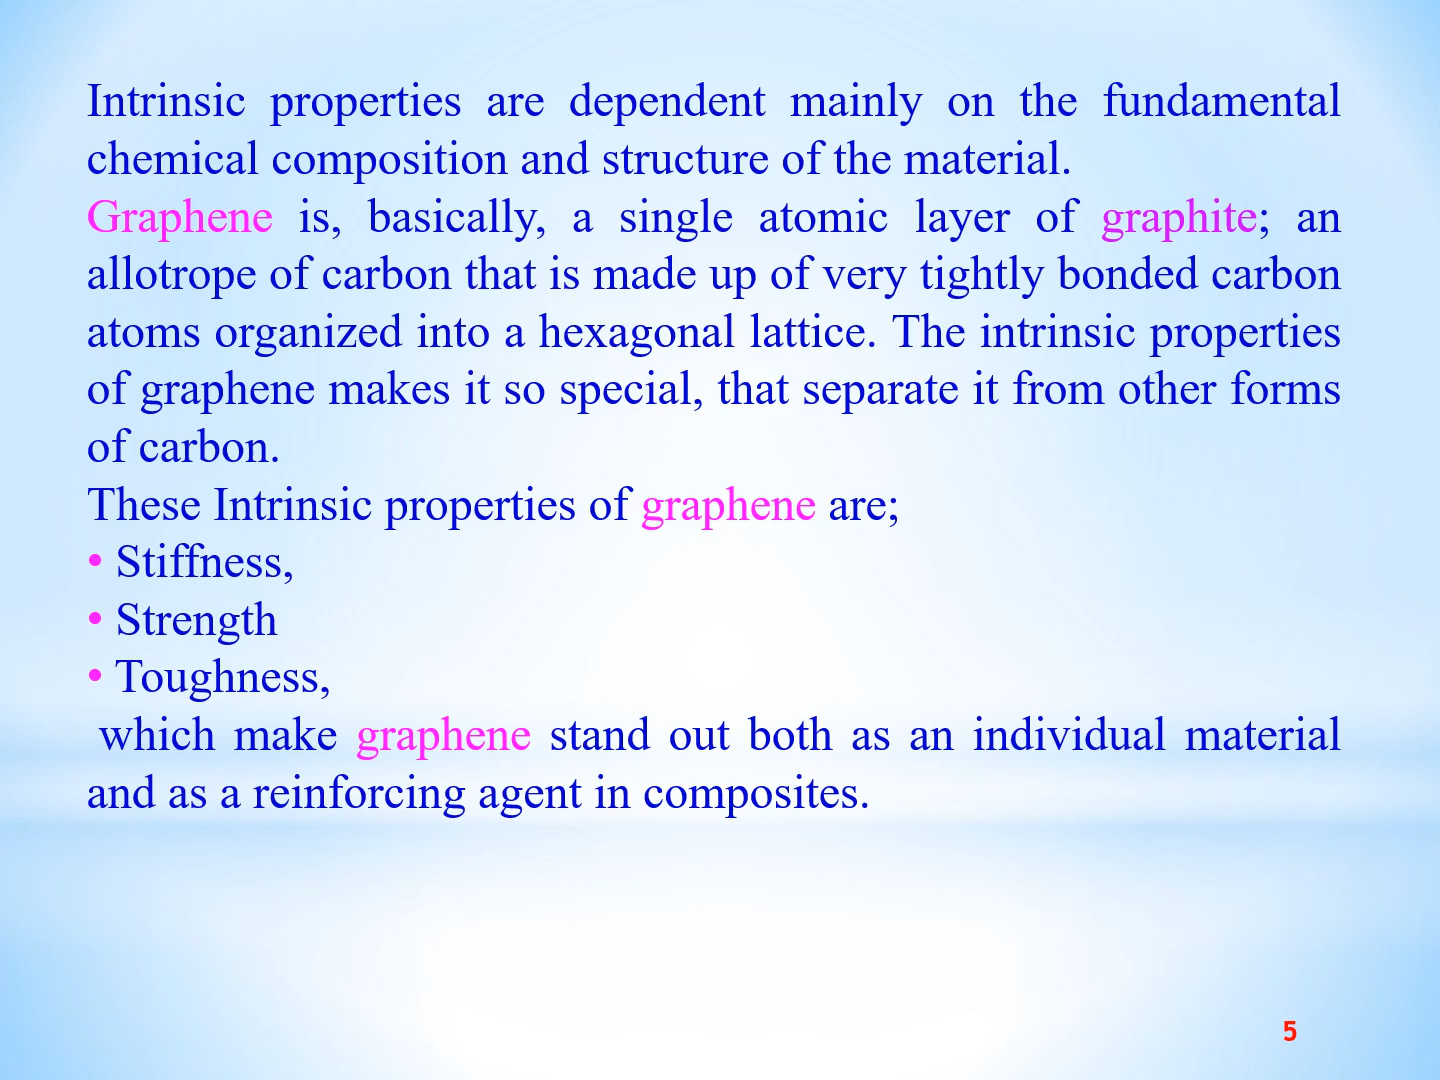 Intrinsic properties are dependent mainly on the fundamental
chemical composition and structure of the material.
Graphene is, basically, a single atomic layer of graphite; an
allotrope of carbon that is made up of very tightly bonded carbon
atoms organized into a hexagonal lattice. The intrinsic properties
of graphene makes it so special, that separate it from other forms
of carbon.
These Intrinsic properties of graphene are;
• Stiffness,
• Strength
• Toughness,
which make graphene stand out both as an individual material
and as a reinforcing agent in composites.
5